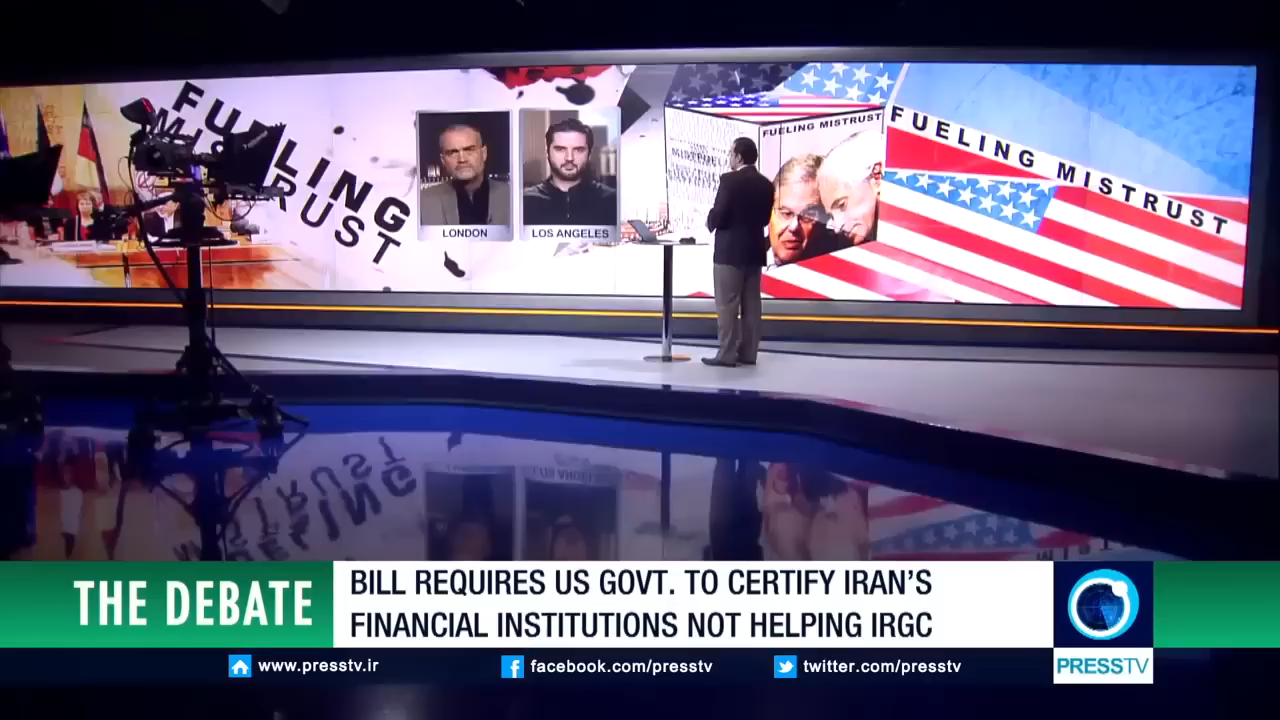 FUELING
MISTRUST
LONDON
LOS ANGELES
FUELING MISTRUST
FUELING MISTRUST
THE DEBATE
BILL REQUIRES US GOVT. TO CERTIFY IRAN'S
FINANCIAL INSTITUTIONS NOT HELPING IRGC
www.presstv.ir
facebook.com/presstv
twitter.com/presstv
PRESSTV